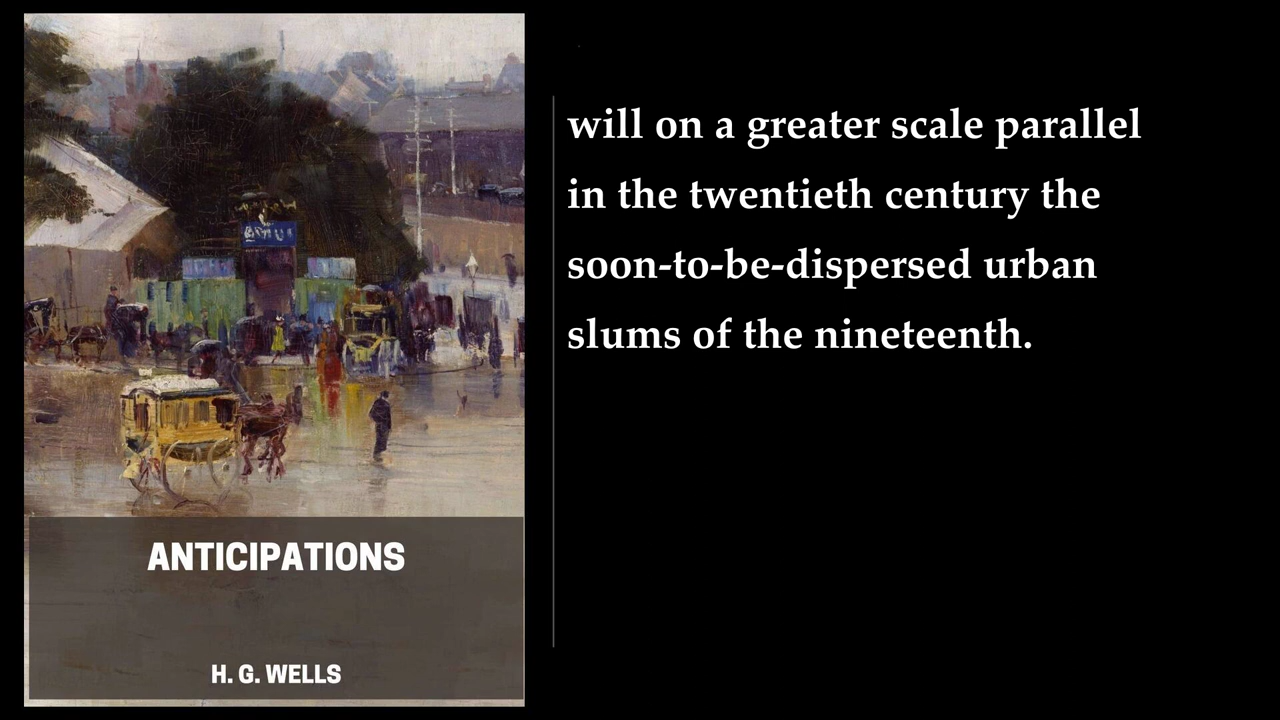 will on a greater scale parallel
in the twentieth century the
soon-to-be-dispersed urban
slums of the nineteenth.
ANTICIPATIONS
H. G. WELLS